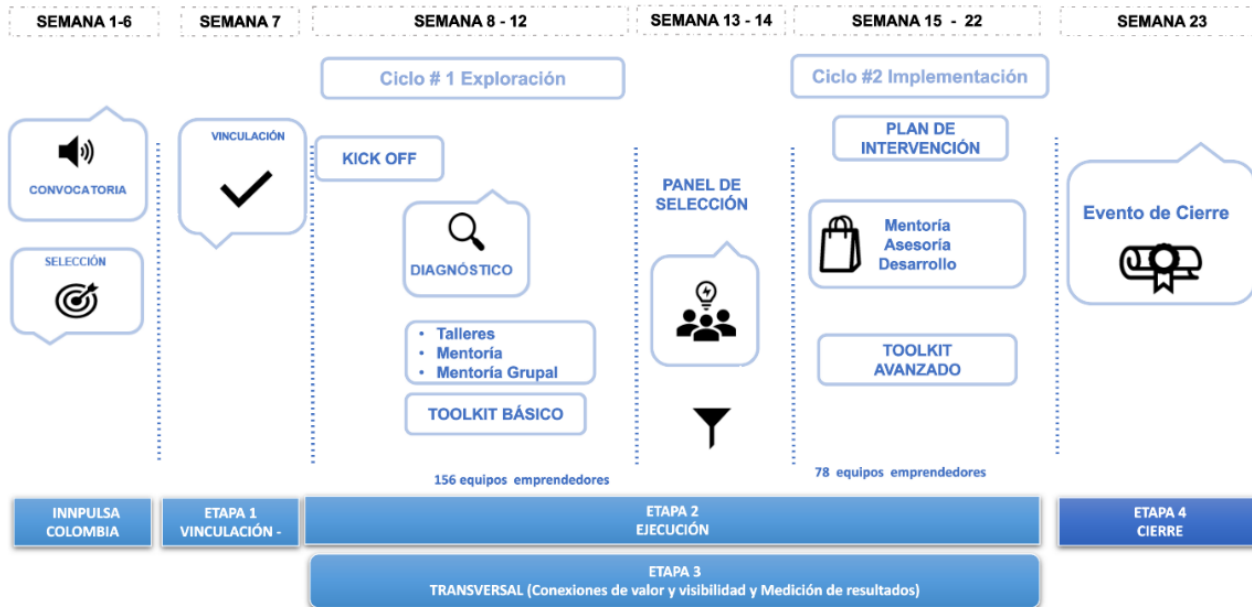 SEMANA 1-6
SEMANA 7
SEMANA 8 - 12
SEMANA 13 - 14
SEMANA 15 - 22
SEMANA 23
CONVOCATORIA
SELECCIÓN
VINCULACIÓN
Ciclo # 1 Exploración
KICK OFF
DIAGNÓSTICO
• Talleres
• Mentoría
• Mentoría Grupal
TOOLKIT BÁSICO
156 equipos emprendedores
PANEL DE
SELECCIÓN
Ciclo #2 Implementación
PLAN DE
INTERVENCIÓN
Mentoría
Asesoría
Desarrollo
TOOLKIT
AVANZADO
78 equipos emprendedores
Evento de Cierre
INNPULSA
COLOMBIA
ETAPA 1
VINCULACIÓN -
ETAPA 2
EJECUCIÓN
ETAPA 4
CIERRE
ETAPA 3
TRANSVERSAL (Conexiones de valor y visibilidad y Medición de resultados)